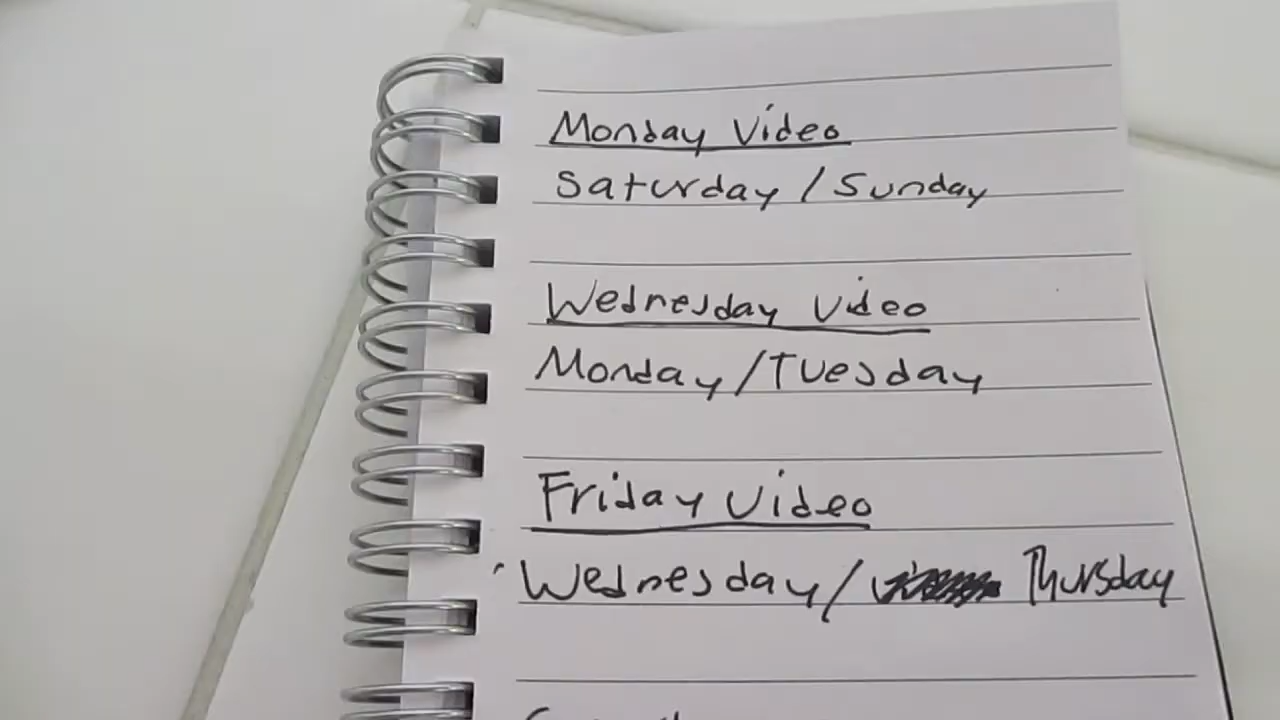 Monday Video
Saturday / Sunday
Wednesday Video
Monday / Tuesday
Friday Video
Wednesday / Thursday